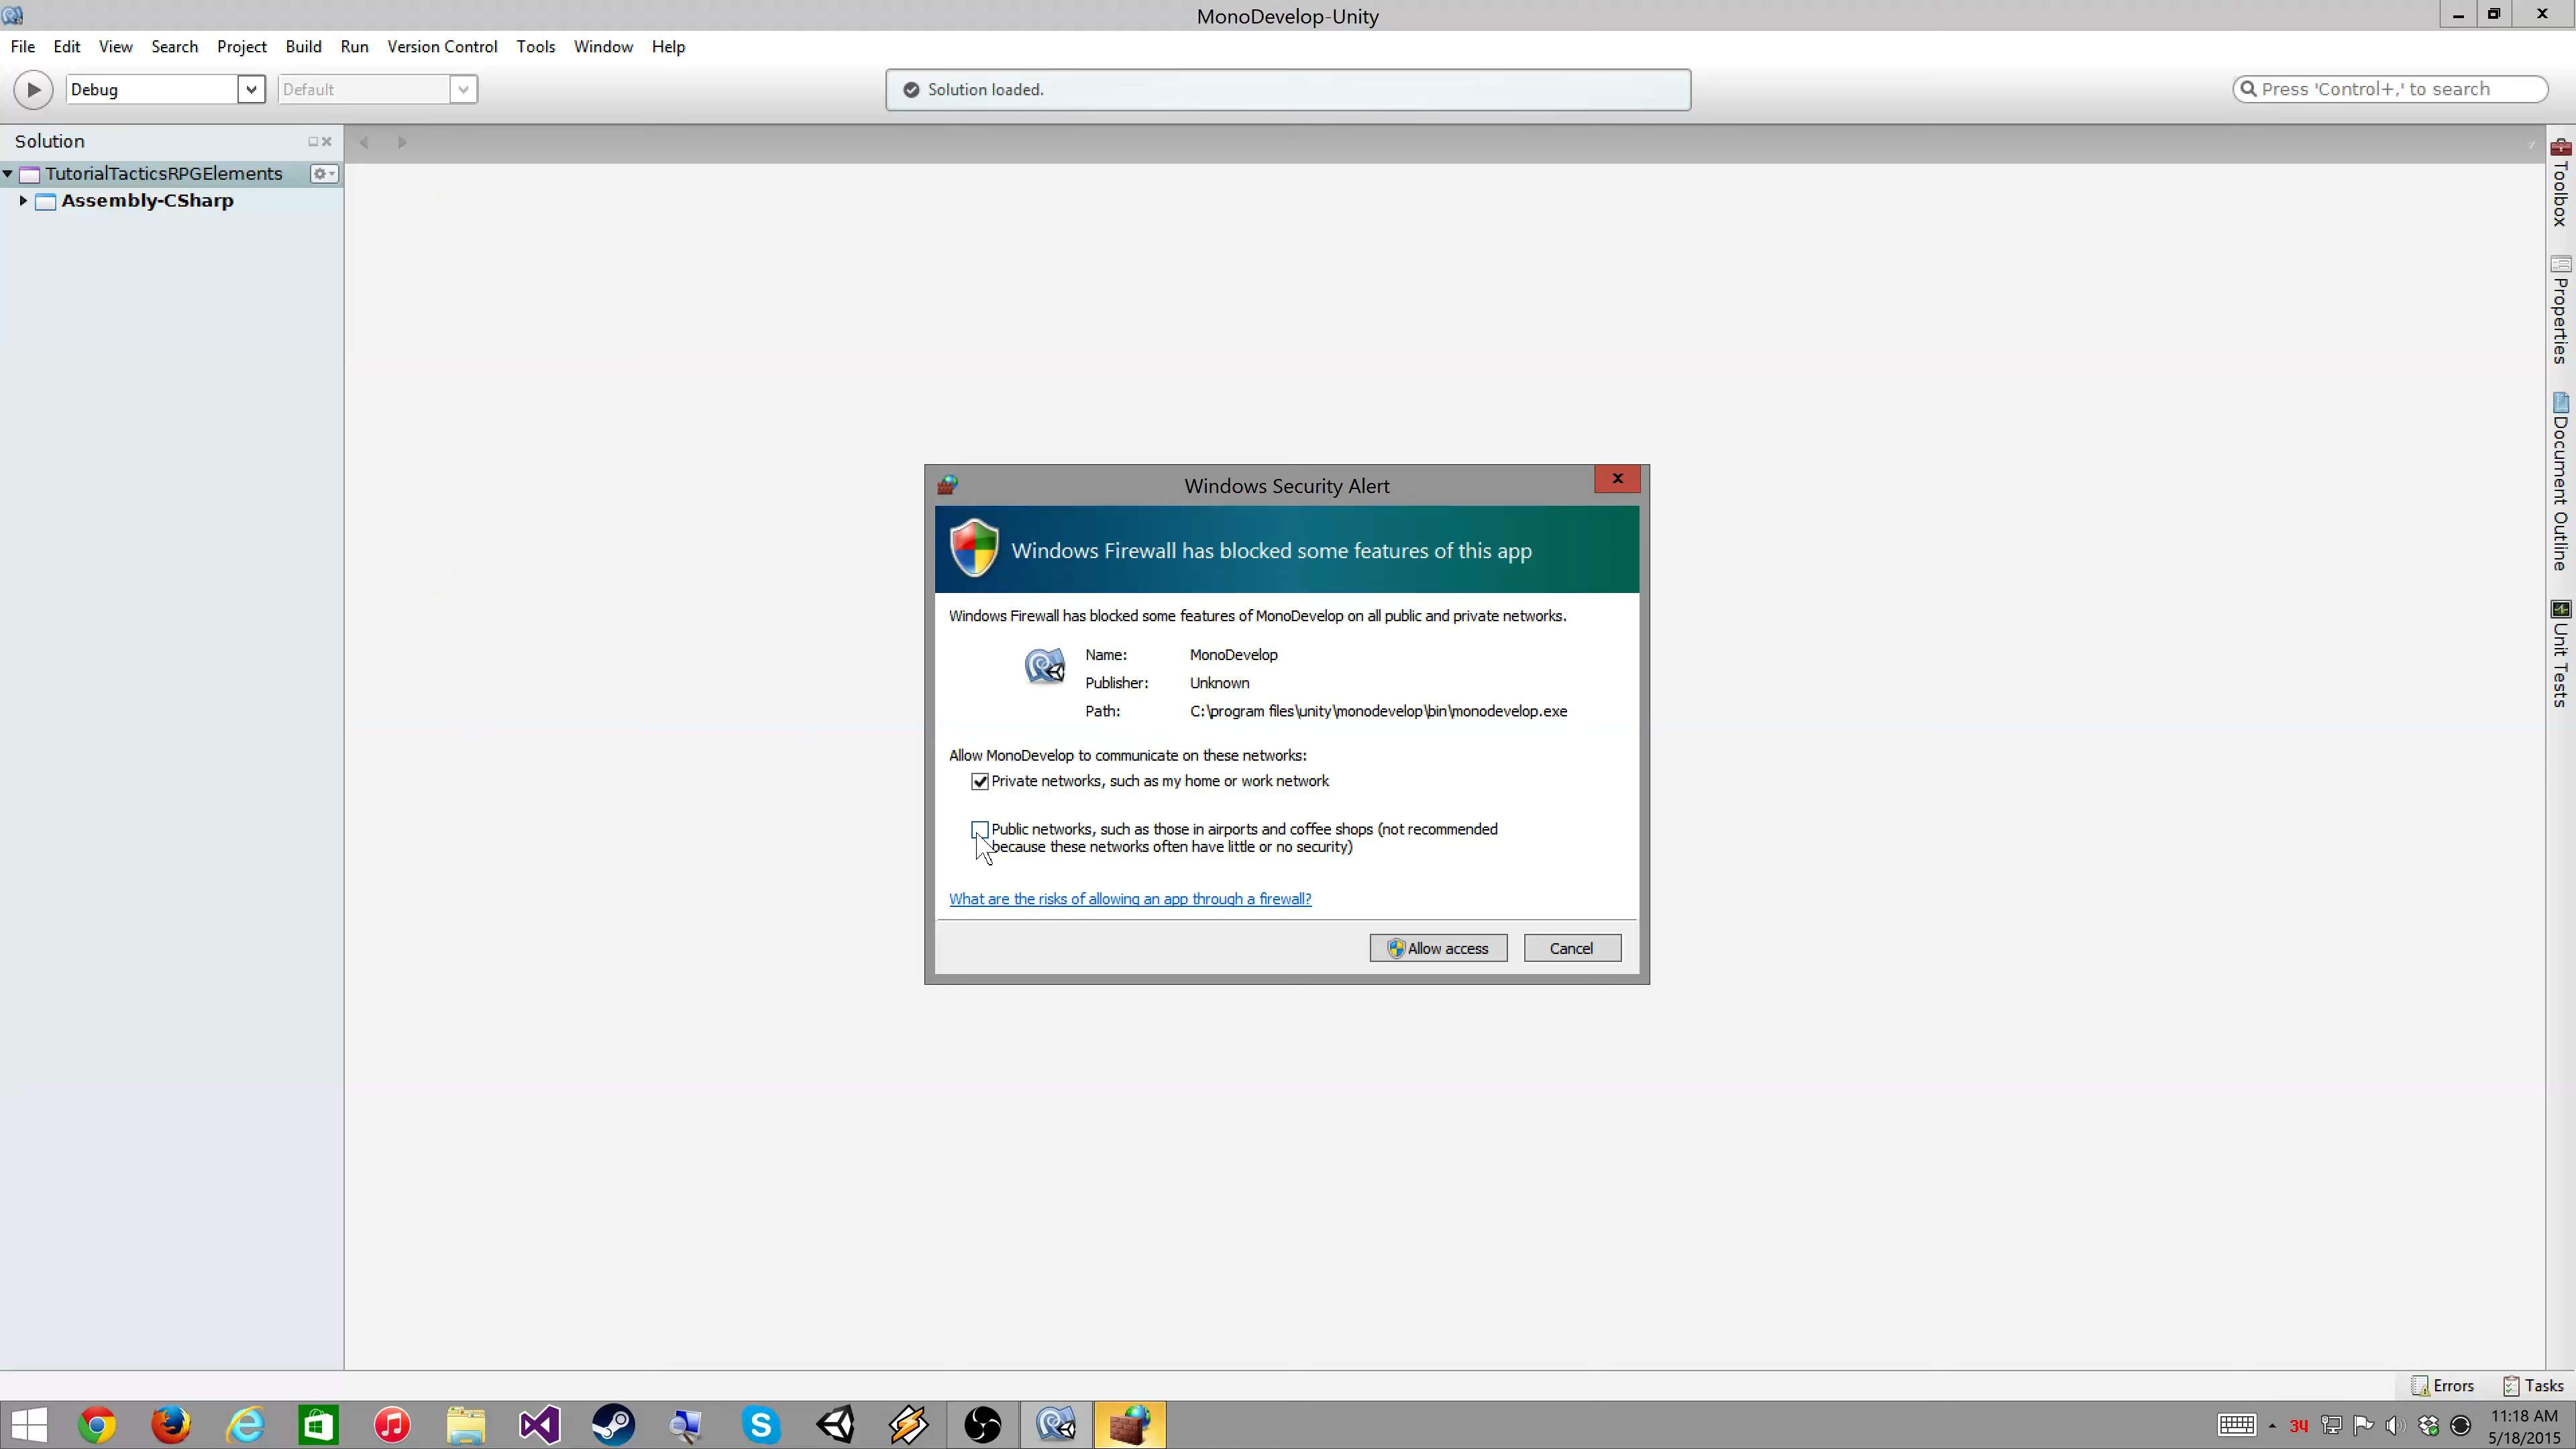 MonoDevelop-Unity
File Edit View Search Project Build Run Version Control Tools Window Help
Debug
Default
Solution loaded.
Press 'Control+,' to search
Solution
TutorialTacticsRPGElements
Assembly-CSharp
Toolbox
Properties
Document Outline
Unit Tests
Windows Security Alert
Windows Firewall has blocked some features of this app
Windows Firewall has blocked some features of MonoDevelop on all public and private networks.
Name: MonoDevelop
Publisher: Unknown
Path: C:\program files\unity\monodevelop\bin\monodevelop.exe
Allow MonoDevelop to communicate on these networks:
Private networks, such as my home or work network
Public networks, such as those in airports and coffee shops (not recommended
because these networks often have little or no security)
What are the risks of allowing an app through a firewall?
Allow access
Cancel
Errors Tasks
34
11:18 AM
5/18/2015